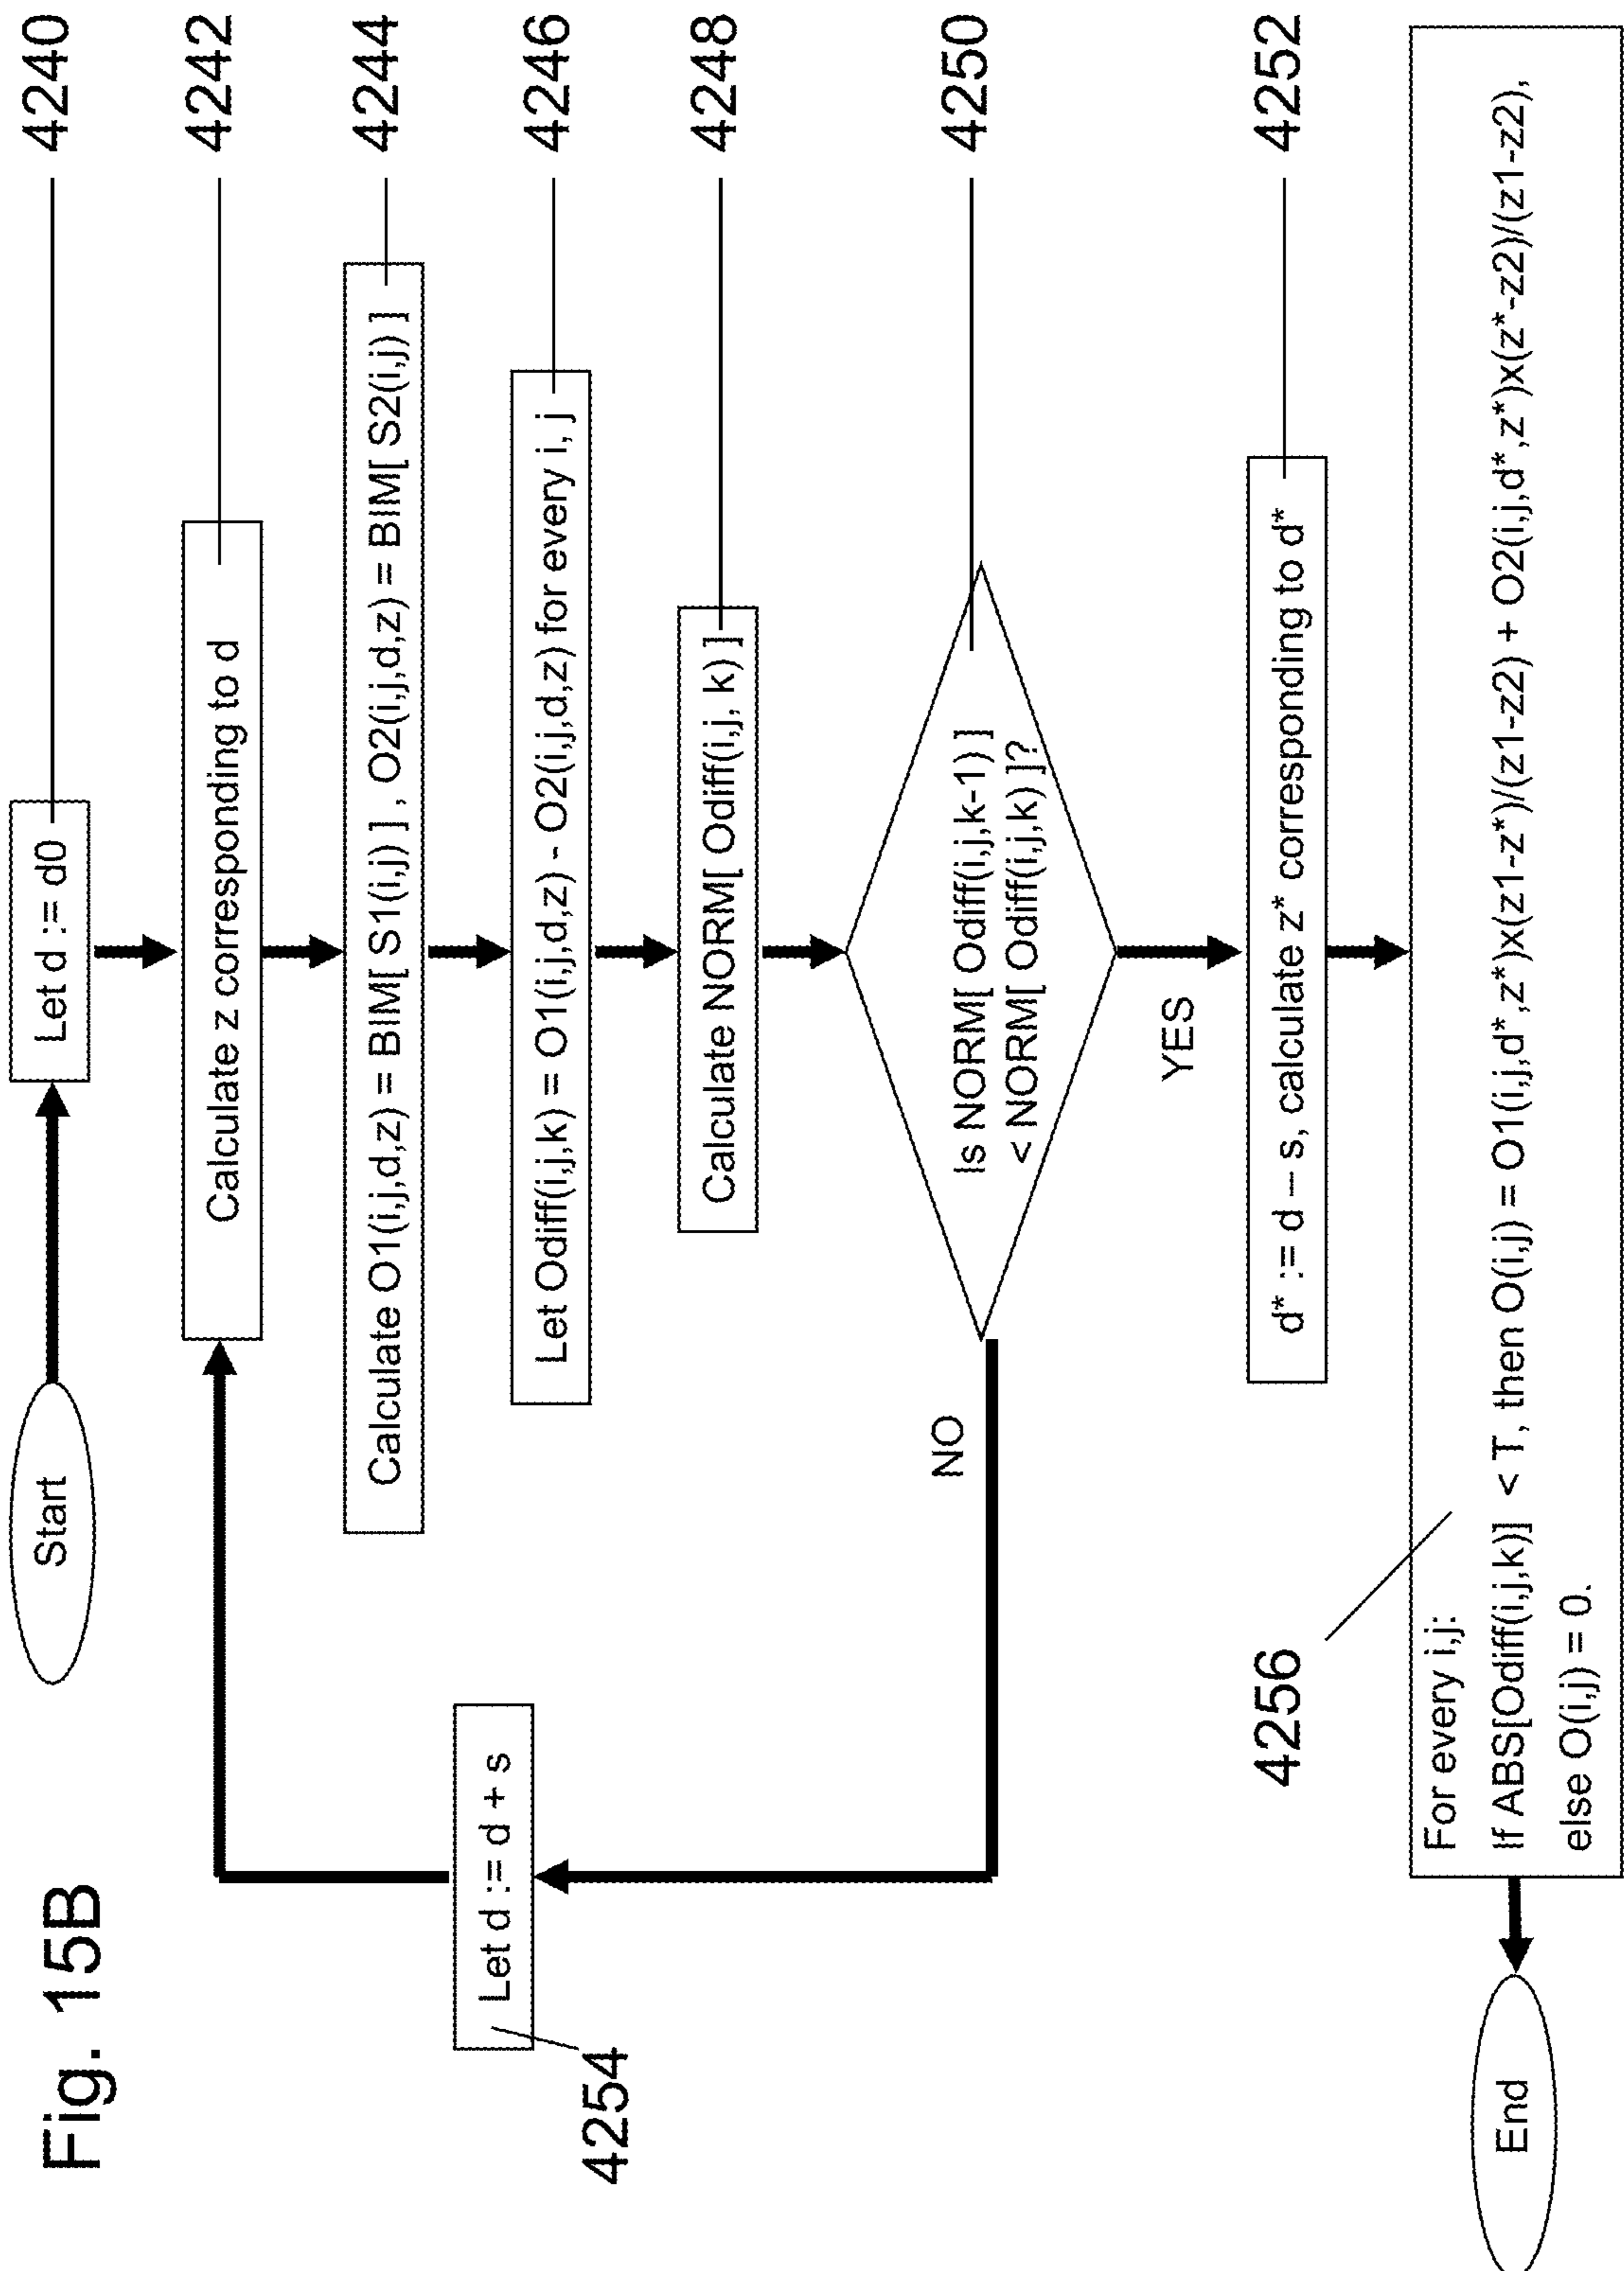 Fig. 15B
Start
Let d := d0
4240
Calculate z corresponding to d
4242
Calculate O1(i,j,d,z) = BIM[ S1(i,j) ] , O2(i,j,d,z) = BIM[ S2(i,j) ]
4244
Let Odiff(i,j,k) = O1(i,j,d,z) - O2(i,j,d,z) for every i, j
4246
Calculate NORM[ Odiff(i,j, k) ]
4248
Is NORM[ Odiff(i,j,k-1) ]
< NORM[ Odiff(i,j,k) ]?
4250
NO
YES
Let d := d + s
4254
d* := d – s, calculate z* corresponding to d*
4252
4256
For every i,j:
If ABS[Odiff(i,j,k)] < T, then O(i,j) = O1(i,j,d*,z*)x(z1-z*)/(z1-z2) + O2(i,j,d*,z*)x(z*-z2)/(z1-z2),
else O(i,j) = 0.
End